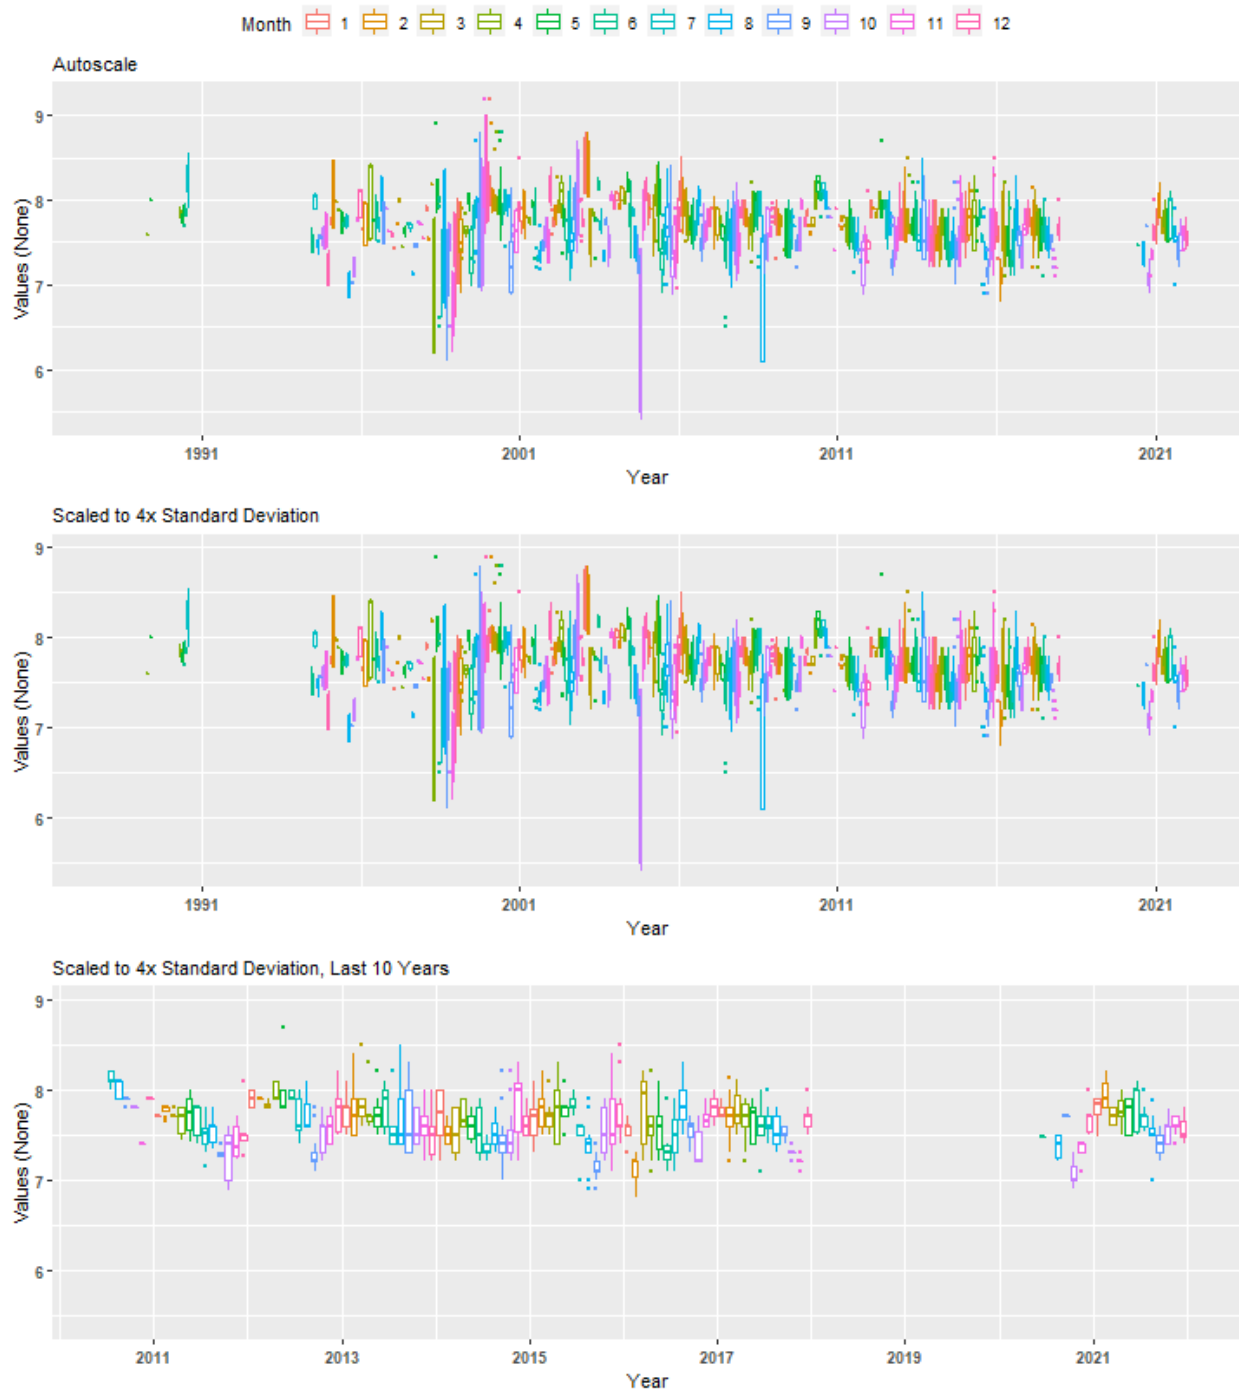 Month 1 2 3 4 5 6 7 8 9 10 11 12
Autoscale
Values (None)
9
8
7
6
1991 2001 2011 2021
Year
Scaled to 4x Standard Deviation
Values (None)
9
8
7
6
1991 2001 2011 2021
Year
Scaled to 4x Standard Deviation, Last 10 Years
Values (None)
9
8
7
6
2011 2013 2015 2017 2019 2021
Year